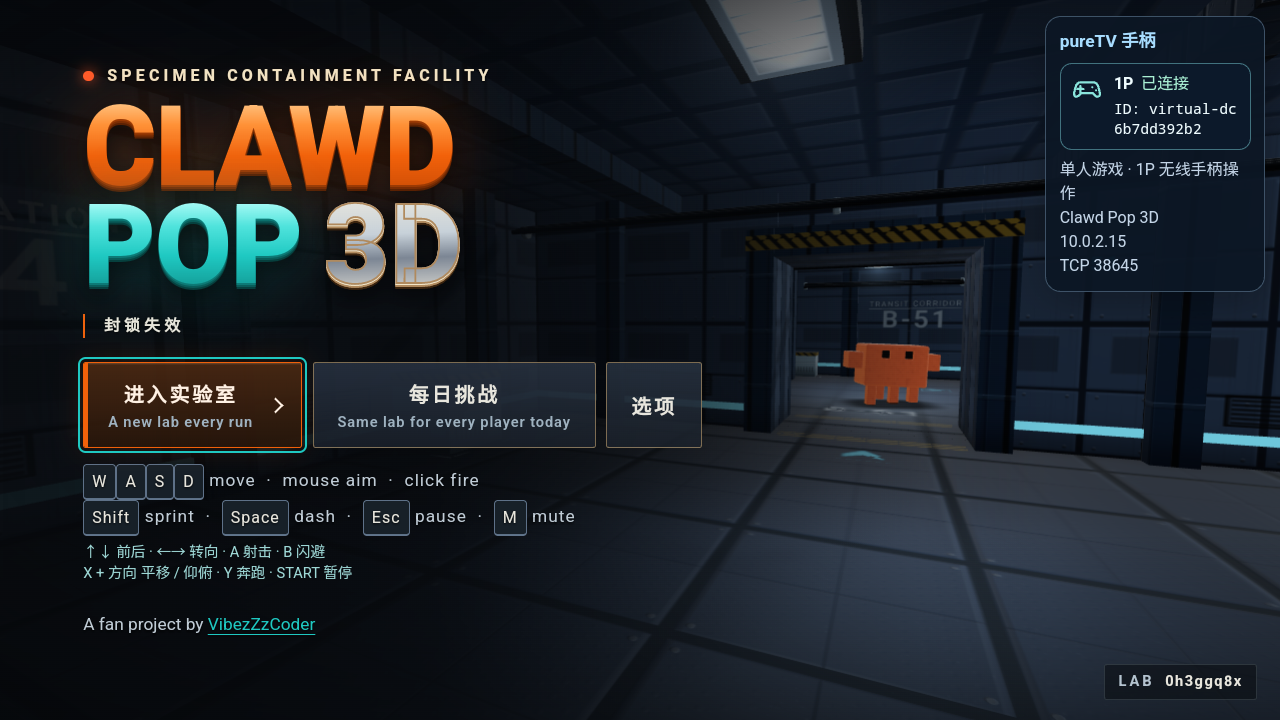 SPECIMEN CONTAINMENT FACILITY
CLAWD
POP 3D
封锁失效
进入实验室
A new lab every run
每日挑战
Same lab for every player today
选项
W A S D move · mouse aim · click fire
Shift sprint · Space dash · Esc pause · M mute
↑↓ 前后 · ←→ 转向 · A 射击 · B 闪避
X + 方向 平移 / 仰俯 · Y 奔跑 · START 暂停
A fan project by VibezZzCoder
pureTV 手柄
1P 已连接
ID: virtual-dc
6b7dd392b2
单人游戏 · 1P 无线手柄操
作
Clawd Pop 3D
10.0.2.15
TCP 38645
TRANSIT CORRIDOR
B-51
LAB 0h3ggq8x